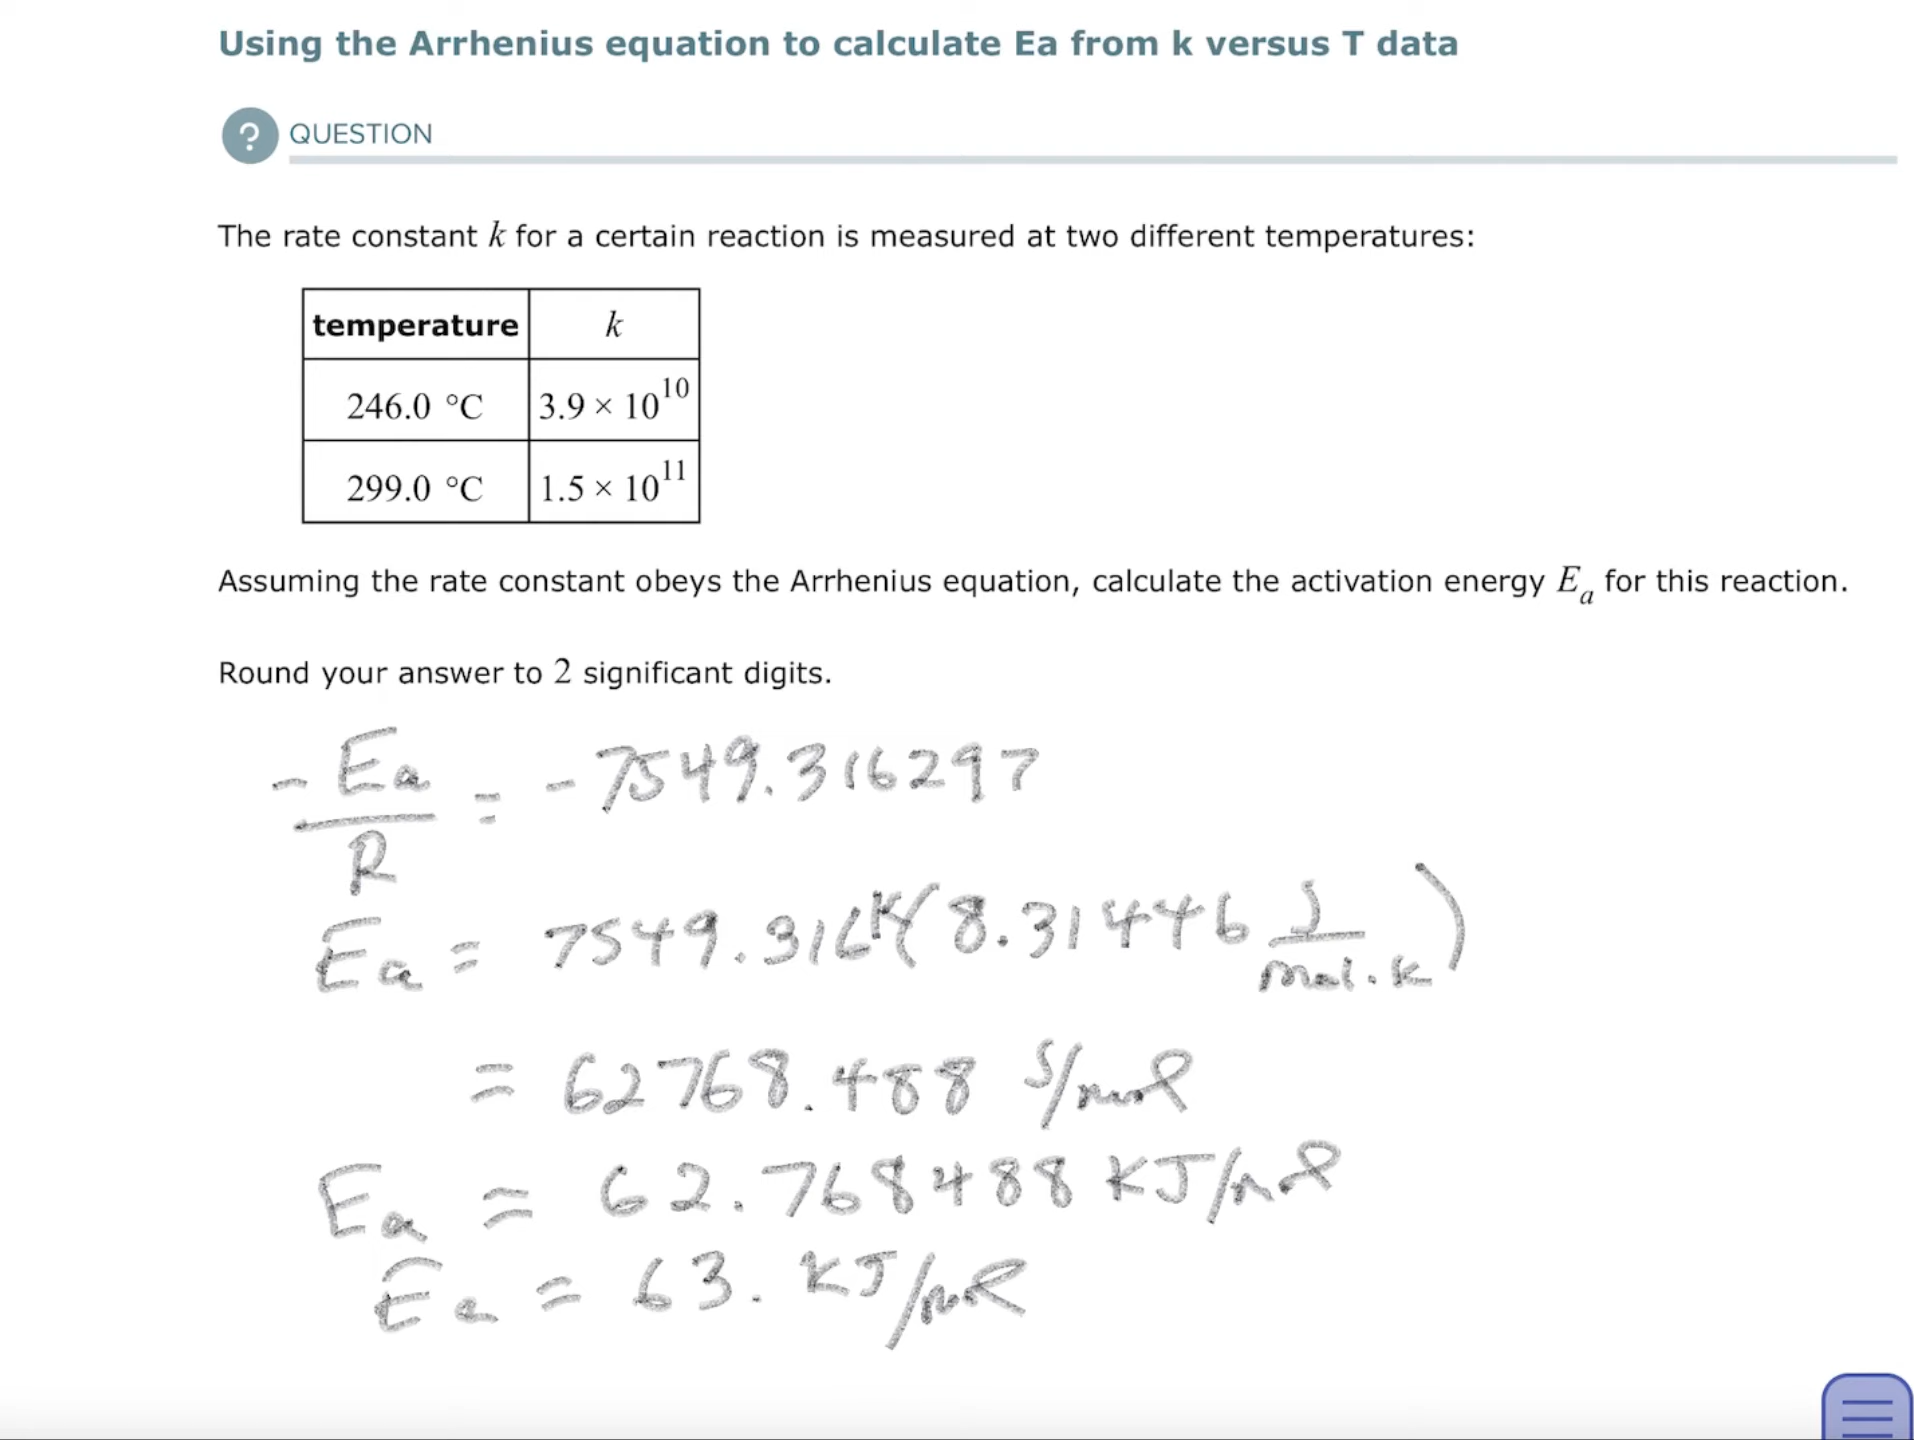 Using the Arrhenius equation to calculate Ea from k versus T data
? QUESTION
The rate constant k for a certain reaction is measured at two different temperatures:
temperature k
246.0 °C 3.9 × 10^10
299.0 °C 1.5 × 10^11
Assuming the rate constant obeys the Arrhenius equation, calculate the activation energy E_a for this reaction.
Round your answer to 2 significant digits.
-Ea/R = -7549.316297
Ea = 7549.316K(8.31446 J/mol·K)
= 62768.488 J/mol
Ea = 62.768488 KJ/mol
Ea = 63. KJ/mol